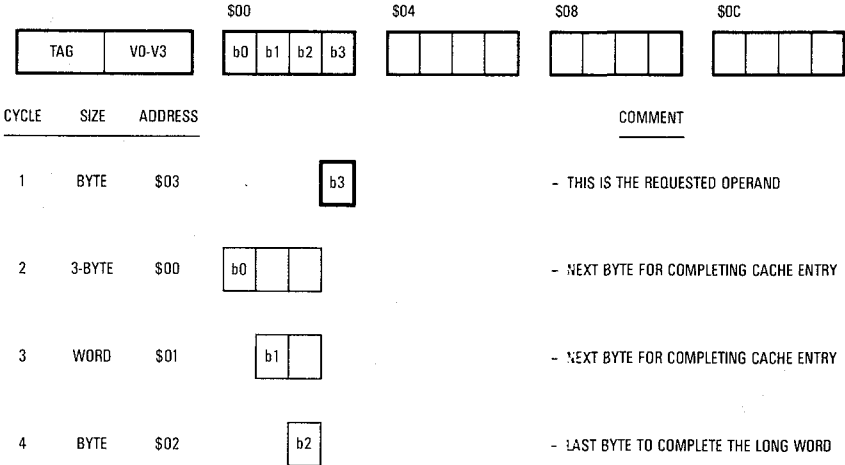 $00 $04 $08 $0C
TAG V0-V3 b0 b1 b2 b3
CYCLE SIZE ADDRESS COMMENT
1 BYTE $03 b3 - THIS IS THE REQUESTED OPERAND
2 3-BYTE $00 b0 - NEXT BYTE FOR COMPLETING CACHE ENTRY
3 WORD $01 b1 - NEXT BYTE FOR COMPLETING CACHE ENTRY
4 BYTE $02 b2 - LAST BYTE TO COMPLETE THE LONG WORD